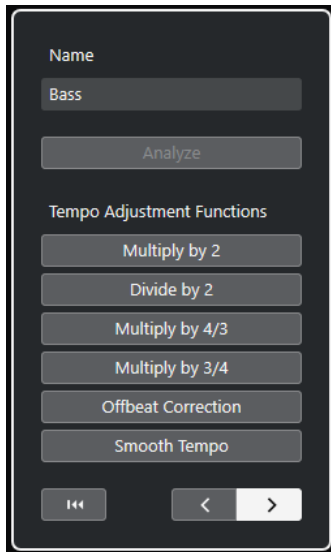 Name
Bass
Analyze
Tempo Adjustment Functions
Multiply by 2
Divide by 2
Multiply by 4/3
Multiply by 3/4
Offbeat Correction
Smooth Tempo